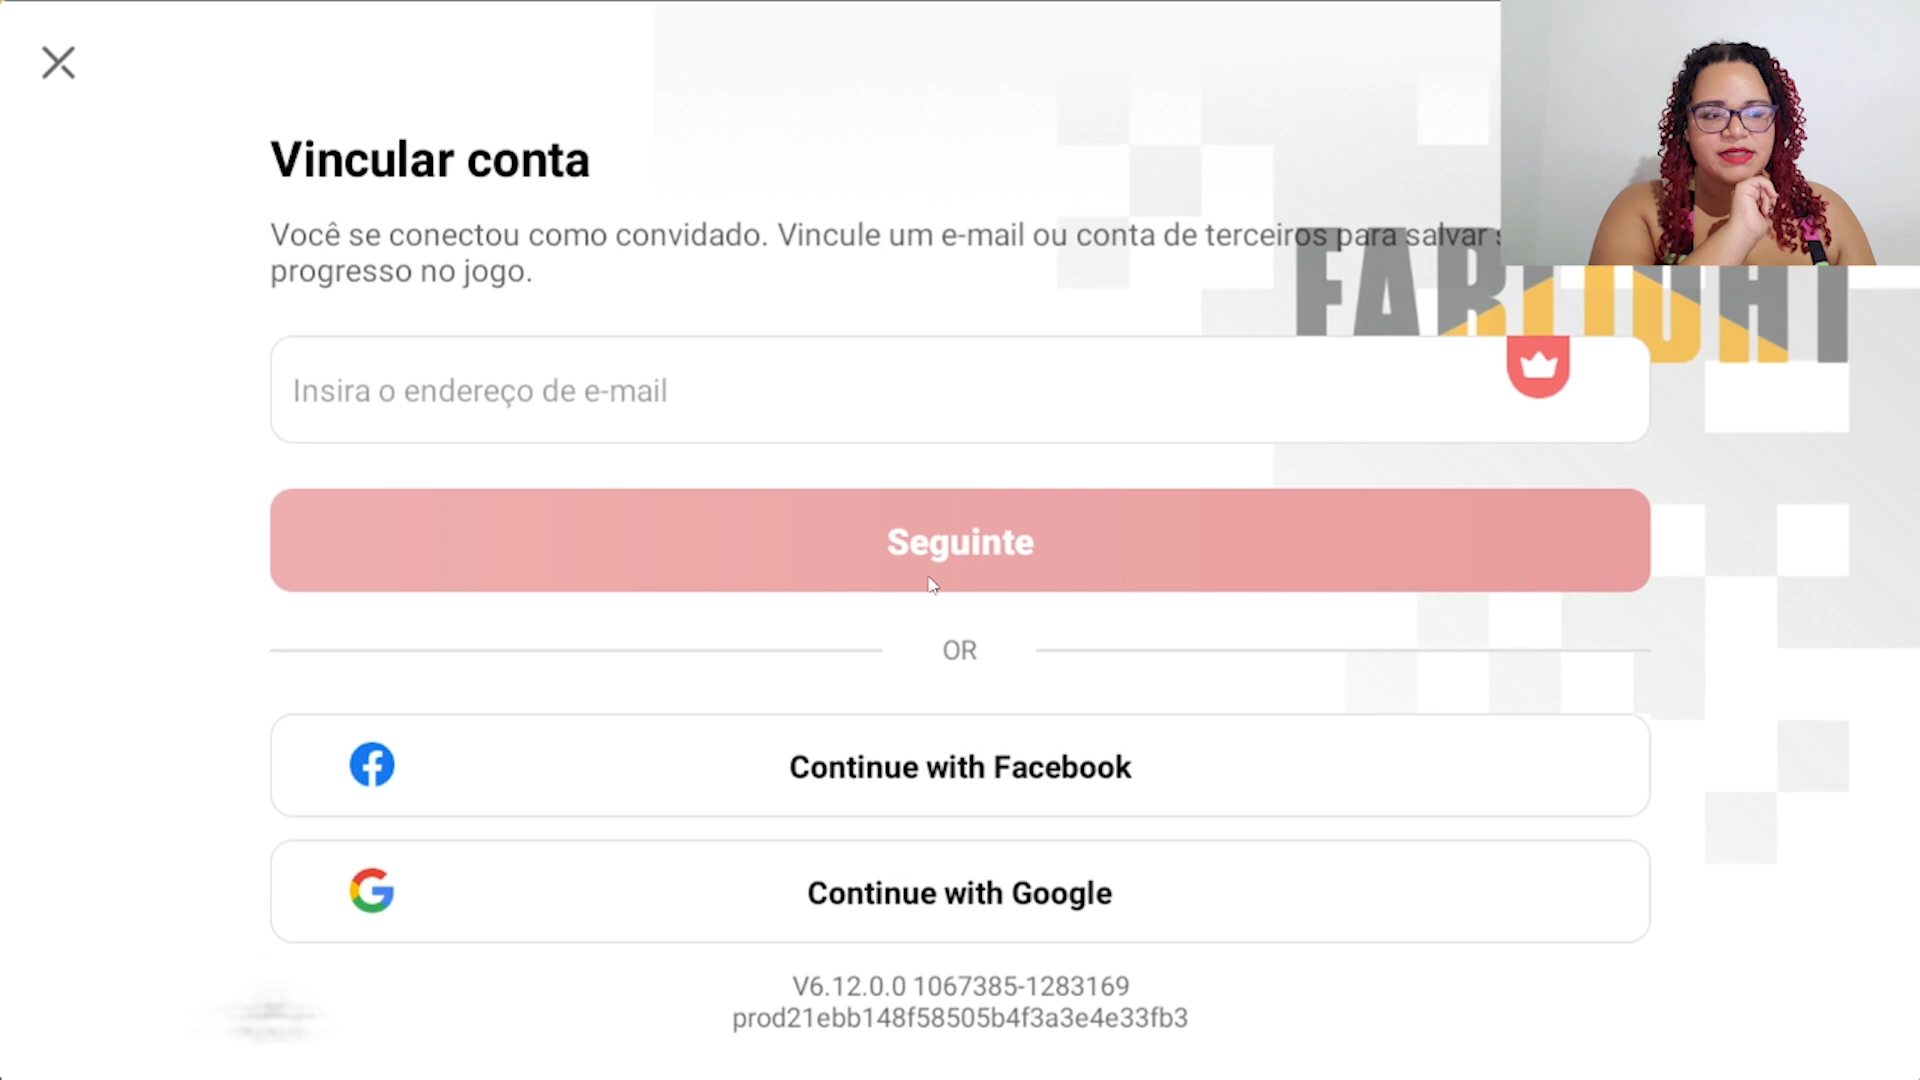 Vincular conta
Você se conectou como convidado. Vincule um e-mail ou conta de terceiros para salvar
progresso no jogo.
FARLIGHT
Insira o endereço de e-mail
Seguinte
OR
Continue with Facebook
Continue with Google
V6.12.0.0 1067385-1283169
prod21ebb148f58505b4f3a3e4e33fb3